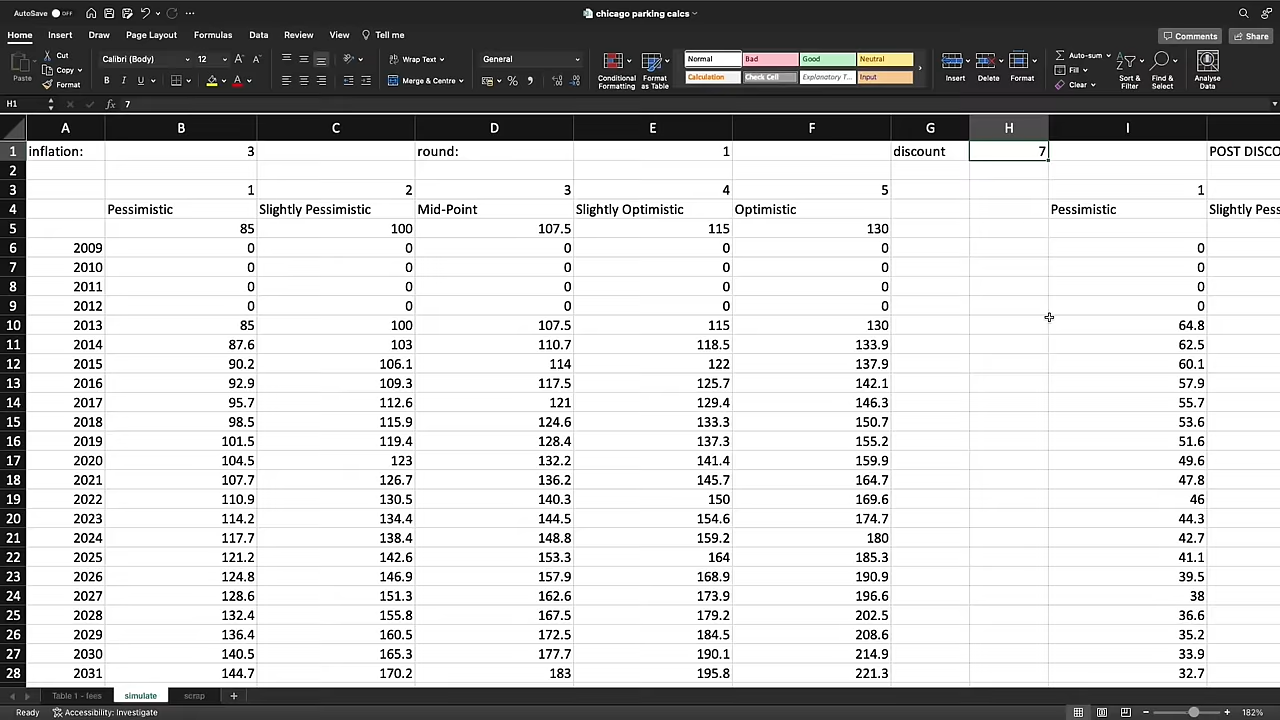 AutoSave OFF chicago parking calcs
Home Insert Draw Page Layout Formulas Data Review View Tell me Comments Share
Paste Cut Copy Format Calibri (Body) 12 Wrap Text Merge & Centre General Conditional Formatting Format as Table Normal Bad Good Neutral Calculation Check Cell Explanatory T... Input Insert Delete Format Auto-sum Fill Clear Sort & Filter Find & Select Analyse Data
H1 fx 7
A B C D E F G H I
1 inflation: 3 round: 1 discount 7 POST DISCO
2
3 1 2 3 4 5 1
4 Pessimistic Slightly Pessimistic Mid-Point Slightly Optimistic Optimistic Pessimistic Slightly Pess
5 85 100 107.5 115 130
6 2009 0 0 0 0 0 0
7 2010 0 0 0 0 0 0
8 2011 0 0 0 0 0 0
9 2012 0 0 0 0 0 0
10 2013 85 100 107.5 115 130 64.8
11 2014 87.6 103 110.7 118.5 133.9 62.5
12 2015 90.2 106.1 114 122 137.9 60.1
13 2016 92.9 109.3 117.5 125.7 142.1 57.9
14 2017 95.7 112.6 121 129.4 146.3 55.7
15 2018 98.5 115.9 124.6 133.3 150.7 53.6
16 2019 101.5 119.4 128.4 137.3 155.2 51.6
17 2020 104.5 123 132.2 141.4 159.9 49.6
18 2021 107.7 126.7 136.2 145.7 164.7 47.8
19 2022 110.9 130.5 140.3 150 169.6 46
20 2023 114.2 134.4 144.5 154.6 174.7 44.3
21 2024 117.7 138.4 148.8 159.2 180 42.7
22 2025 121.2 142.6 153.3 164 185.3 41.1
23 2026 124.8 146.9 157.9 168.9 190.9 39.5
24 2027 128.6 151.3 162.6 173.9 196.6 38
25 2028 132.4 155.8 167.5 179.2 202.5 36.6
26 2029 136.4 160.5 172.5 184.5 208.6 35.2
27 2030 140.5 165.3 177.7 190.1 214.9 33.9
28 2031 144.7 170.2 183 195.8 221.3 32.7
Table 1 - fees simulate scrap
Ready Accessibility: Investigate 182%